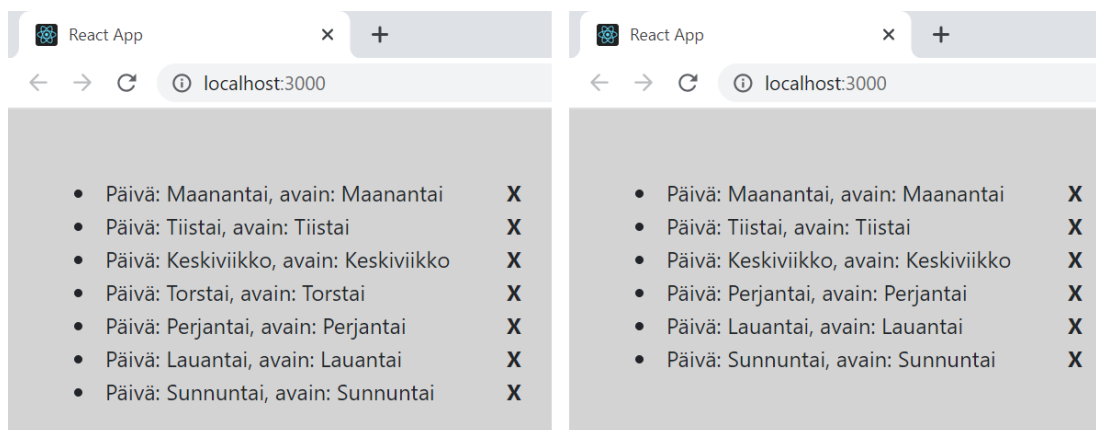 React App
localhost:3000
• Päivä: Maanantai, avain: Maanantai X
• Päivä: Tiistai, avain: Tiistai X
• Päivä: Keskiviikko, avain: Keskiviikko X
• Päivä: Torstai, avain: Torstai X
• Päivä: Perjantai, avain: Perjantai X
• Päivä: Lauantai, avain: Lauantai X
• Päivä: Sunnuntai, avain: Sunnuntai X
React App
localhost:3000
• Päivä: Maanantai, avain: Maanantai X
• Päivä: Tiistai, avain: Tiistai X
• Päivä: Keskiviikko, avain: Keskiviikko X
• Päivä: Perjantai, avain: Perjantai X
• Päivä: Lauantai, avain: Lauantai X
• Päivä: Sunnuntai, avain: Sunnuntai X